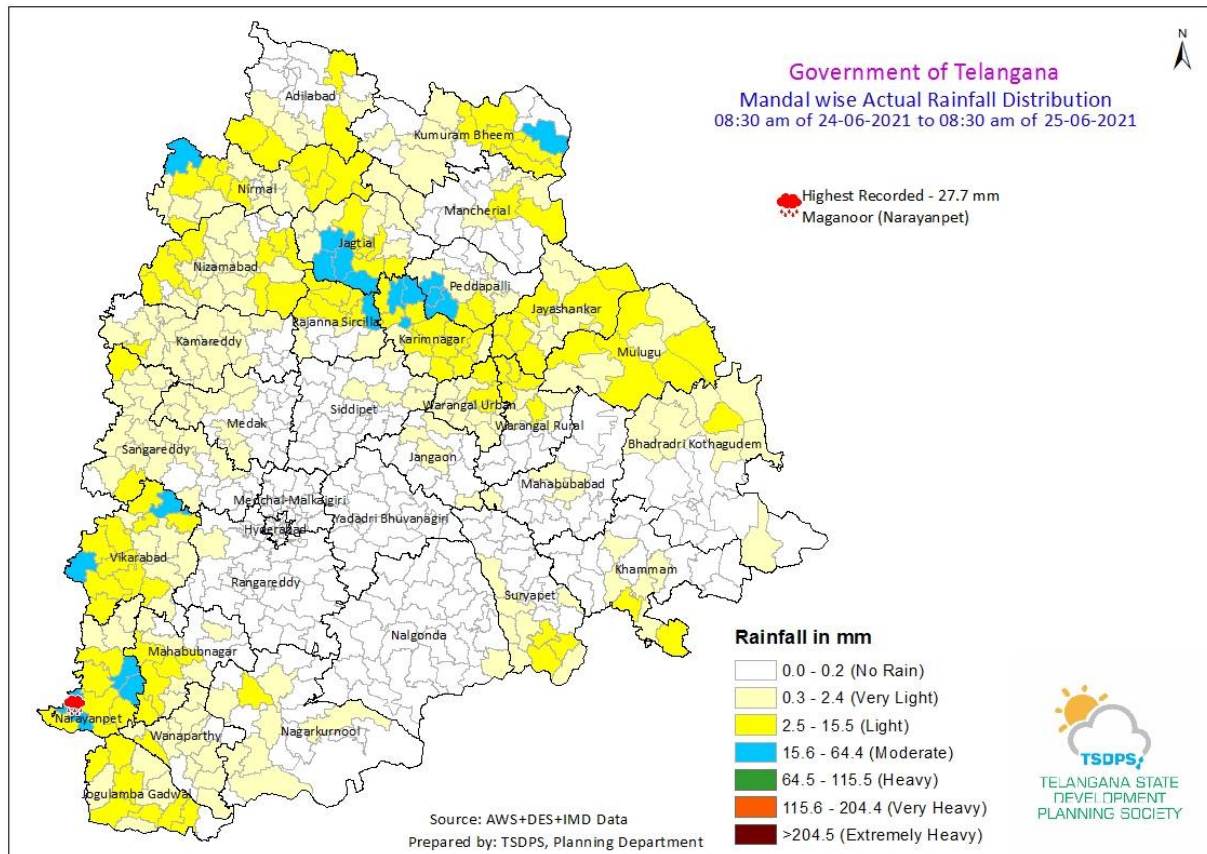 N
Government of Telangana
Mandal wise Actual Rainfall Distribution
08:30 am of 24-06-2021 to 08:30 am of 25-06-2021
Highest Recorded - 27.7 mm
Maganoor (Narayanpet)
Adilabad
Kumuram Bheem
Nirmal
Mancherial
Jagtial
Nizamabad
Peddapalli
Jayashankar
Rajanna Sircilla
Karimnagar
Kamareddy
Mulugu
Siddipet
Warangal Urban
Medak
Warangal Rural
Bhadradri Kothagudem
Sangareddy
Jangaon
Mahabubabad
Medchal-Malkajgiri
Yadadri Bhuvanagiri
Hyderabad
Vikarabad
Rangareddy
Khammam
Suryapet
Nalgonda
Mahabubnagar
Narayanpet
Wanaparthy
Nagarkurnool
Jogulamba Gadwal
Rainfall in mm
0.0 - 0.2 (No Rain)
0.3 - 2.4 (Very Light)
2.5 - 15.5 (Light)
15.6 - 64.4 (Moderate)
64.5 - 115.5 (Heavy)
115.6 - 204.4 (Very Heavy)
>204.5 (Extremely Heavy)
TSDPS
TELANGANA STATE
DEVELOPMENT
PLANNING SOCIETY
Source: AWS+DES+IMD Data
Prepared by: TSDPS, Planning Department